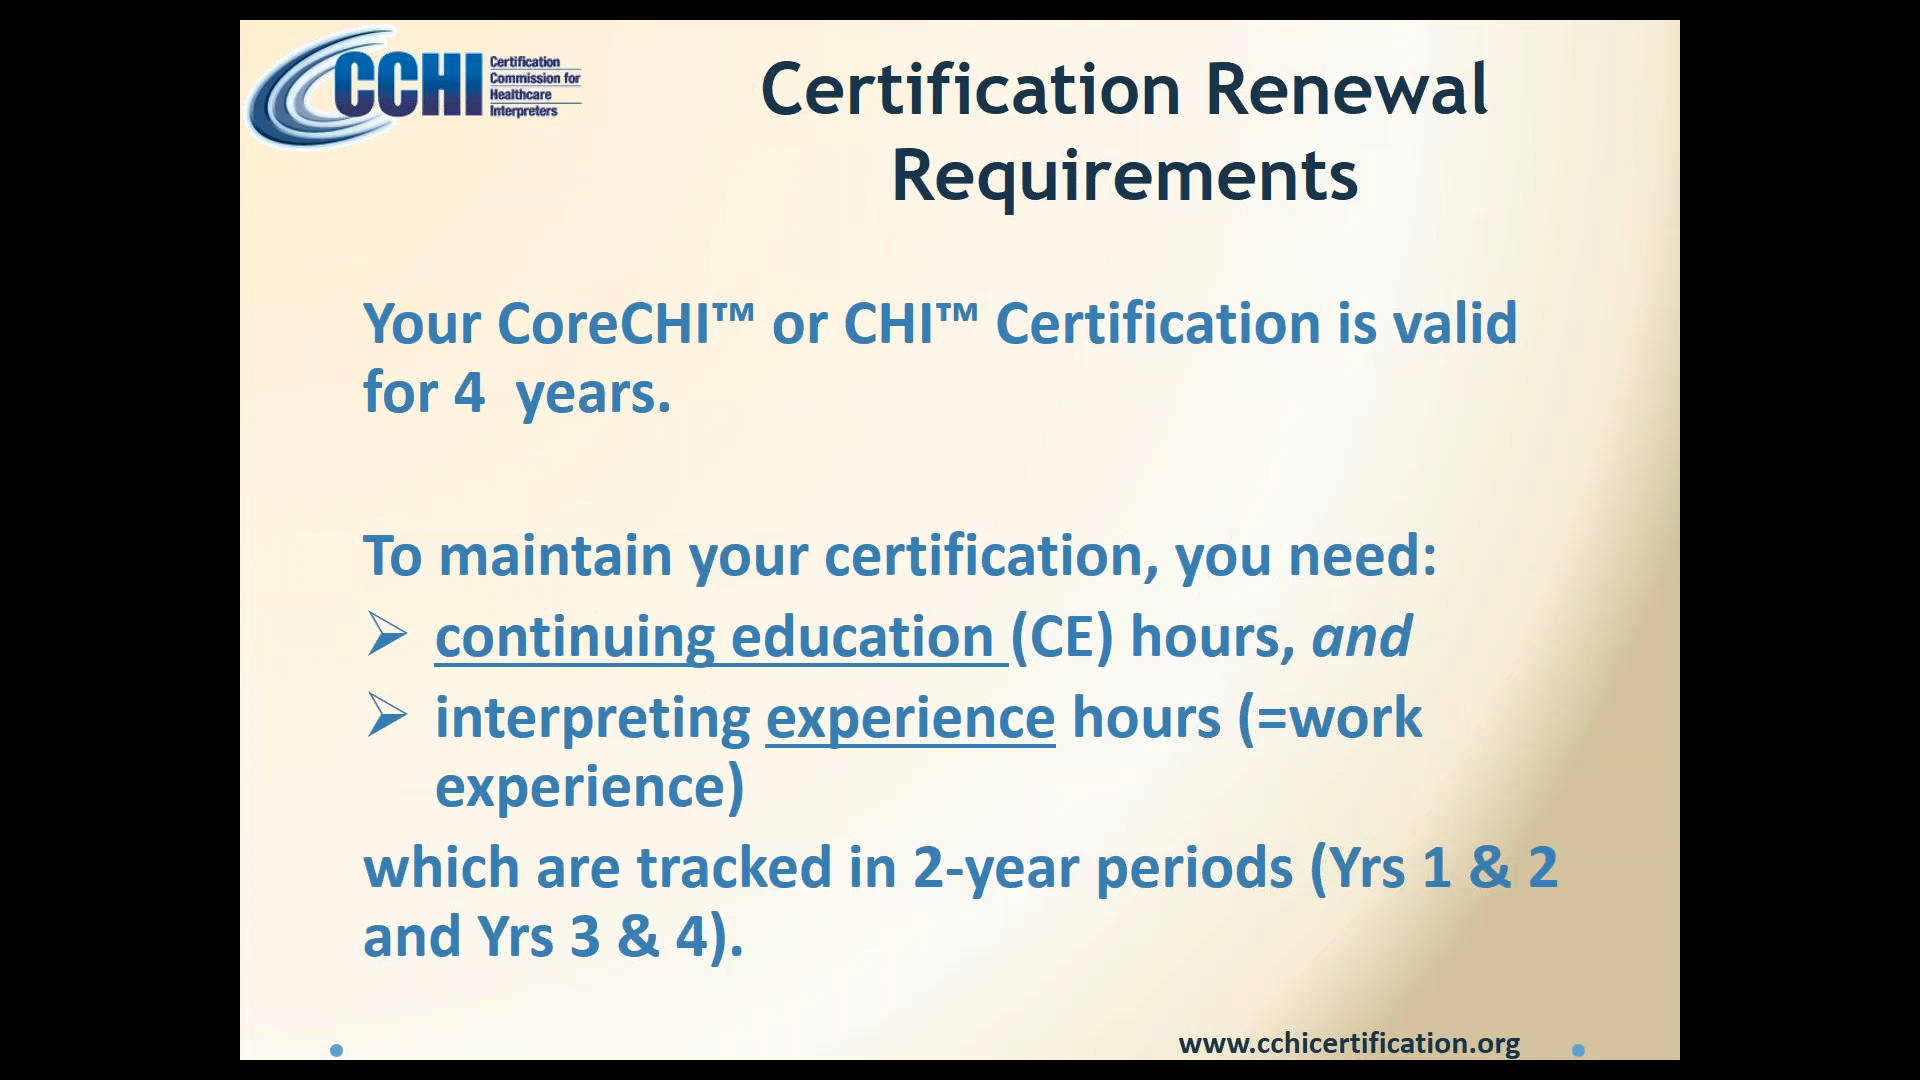 CCHI
Certification
Commission for
Healthcare
Interpreters
Certification Renewal
Requirements
Your CoreCHI™ or CHI™ Certification is valid
for 4  years.
To maintain your certification, you need:
➢ continuing education (CE) hours, and
➢ interpreting experience hours (=work
experience)
which are tracked in 2-year periods (Yrs 1 & 2
and Yrs 3 & 4).
www.cchicertification.org